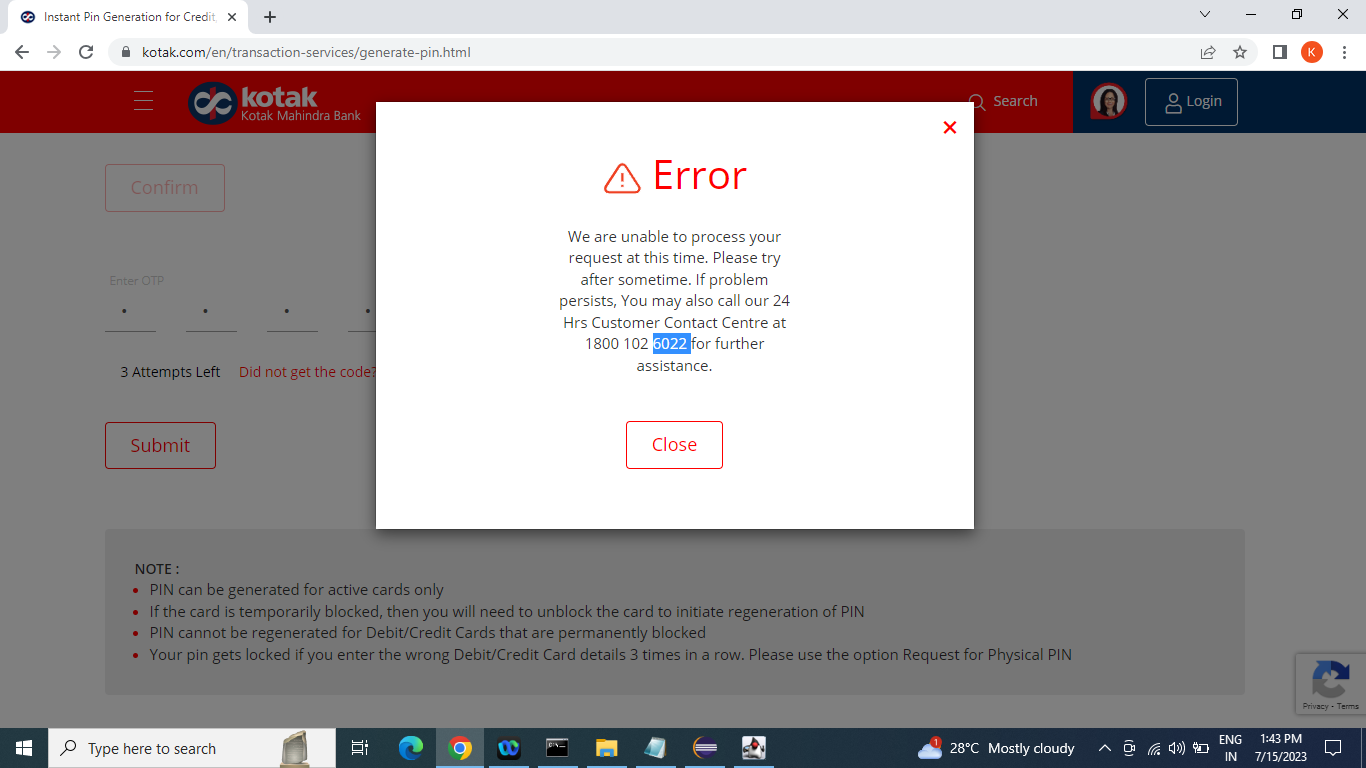 Instant Pin Generation for Credit,
kotak.com/en/transaction-services/generate-pin.html
K
kotak
Kotak Mahindra Bank
Search
Login
Confirm
Error
We are unable to process your
request at this time. Please try
after sometime. If problem
persists, You may also call our 24
Hrs Customer Contact Centre at
1800 102 6022 for further
assistance.
Close
Enter OTP
3 Attempts Left
Did not get the code?
Submit
NOTE :
PIN can be generated for active cards only
If the card is temporarily blocked, then you will need to unblock the card to initiate regeneration of PIN
PIN cannot be regenerated for Debit/Credit Cards that are permanently blocked
Your pin gets locked if you enter the wrong Debit/Credit Card details 3 times in a row. Please use the option Request for Physical PIN
Privacy - Terms
Type here to search
1
28°C Mostly cloudy
ENG
IN
1:43 PM
7/15/2023